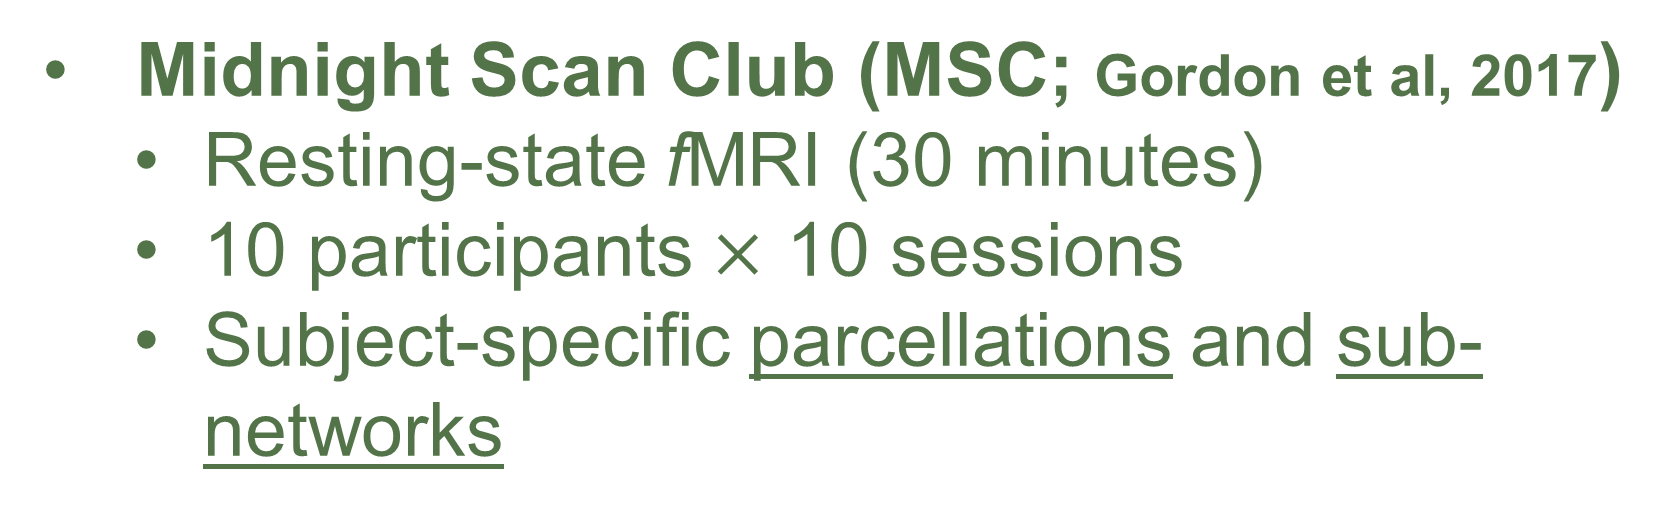 • Midnight Scan Club (MSC; Gordon et al, 2017)
• Resting-state fMRI (30 minutes)
• 10 participants × 10 sessions
• Subject-specific parcellations and sub-
networks